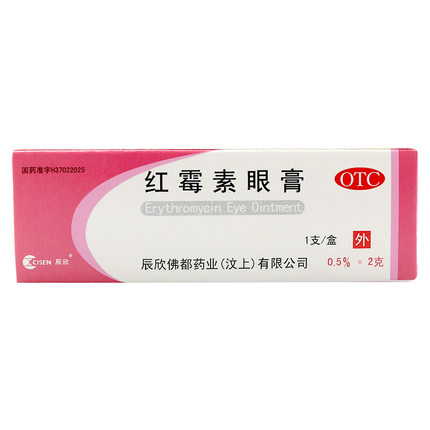 国药准字H37022025
红霉素眼膏
OTC
Erythromycin Eye Ointment
1支/盒
外
CISEN 辰欣®
辰欣佛都药业(汶上)有限公司
0.5% × 2克